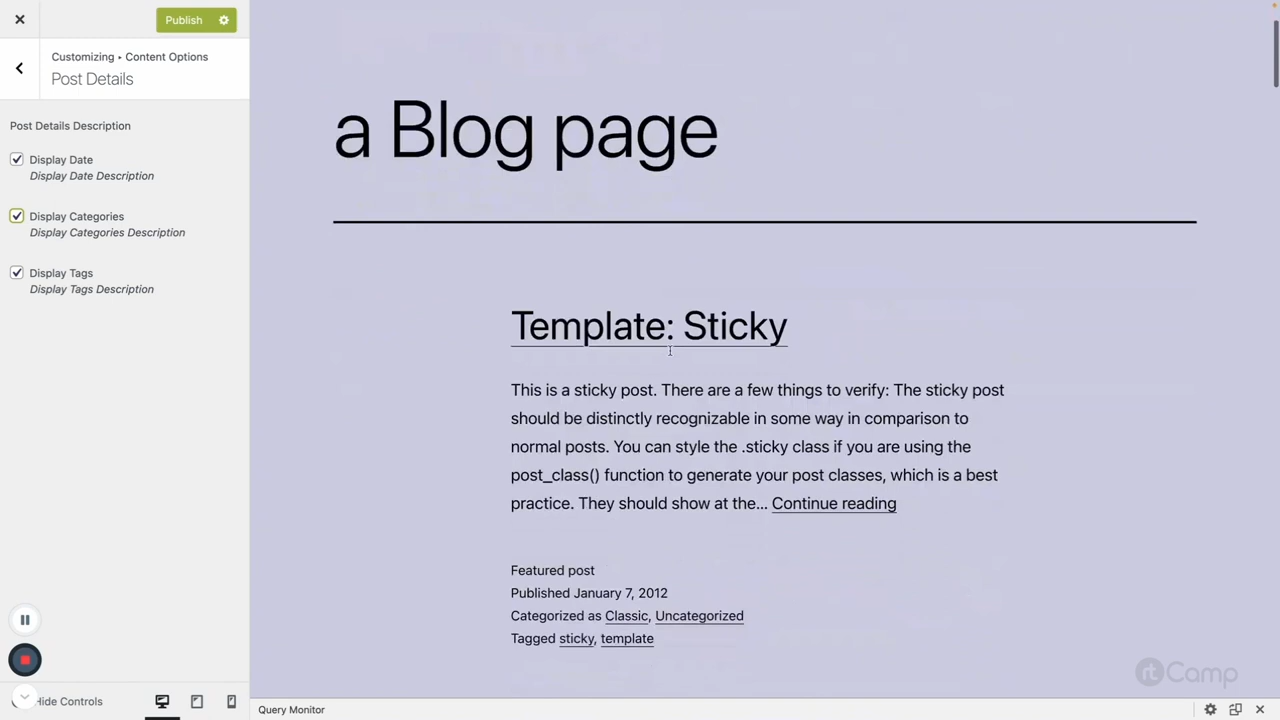 Publish
Customizing ▸ Content Options
Post Details
Post Details Description
Display Date
Display Date Description
Display Categories
Display Categories Description
Display Tags
Display Tags Description
Hide Controls
a Blog page
Template: Sticky
This is a sticky post. There are a few things to verify: The sticky post
should be distinctly recognizable in some way in comparison to
normal posts. You can style the .sticky class if you are using the
post_class() function to generate your post classes, which is a best
practice. They should show at the... Continue reading
Featured post
Published January 7, 2012
Categorized as Classic, Uncategorized
Tagged sticky, template
rtCamp
Query Monitor